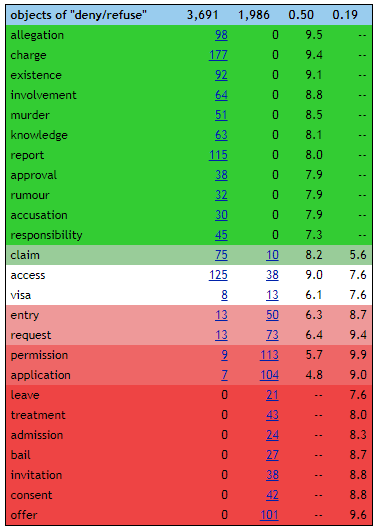 objects of "deny/refuse" 3,691 1,986 0.50 0.19
allegation 98 0 9.5 --
charge 177 0 9.4 --
existence 92 0 9.1 --
involvement 64 0 8.8 --
murder 51 0 8.5 --
knowledge 63 0 8.1 --
report 115 0 8.0 --
approval 38 0 7.9 --
rumour 32 0 7.9 --
accusation 30 0 7.9 --
responsibility 45 0 7.3 --
claim 75 10 8.2 5.6
access 125 38 9.0 7.6
visa 8 13 6.1 7.6
entry 13 50 6.3 8.7
request 13 73 6.4 9.4
permission 9 113 5.7 9.9
application 7 104 4.8 9.0
leave 0 21 -- 7.6
treatment 0 43 -- 8.0
admission 0 24 -- 8.3
bail 0 27 -- 8.7
invitation 0 38 -- 8.8
consent 0 42 -- 8.8
offer 0 101 -- 9.6